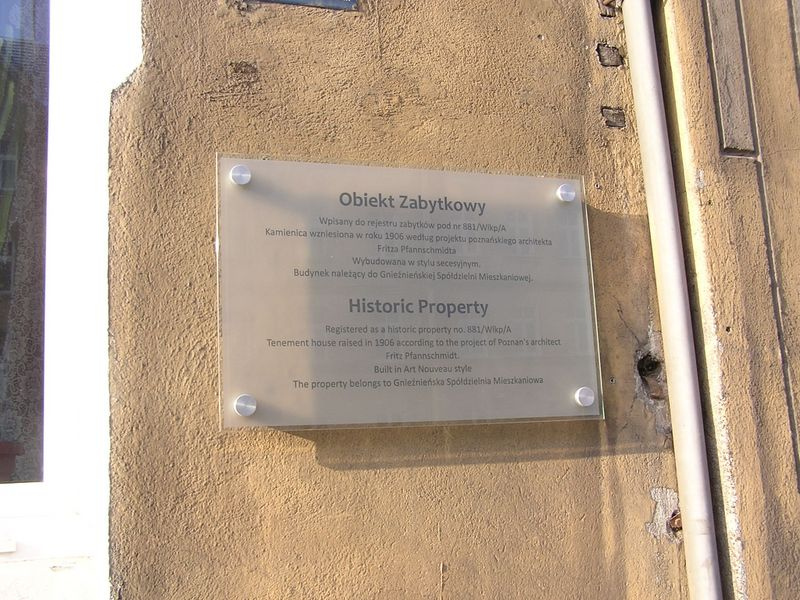 Obiekt Zabytkowy
Wpisany do rejestru zabytków pod nr 881/Wlkp/A
Kamienica wzniesiona w roku 1906 według projektu poznańskiego architekta
Fritza Pfannschmidta
Wybudowana w stylu secesyjnym.
Budynek należący do Gnieźnieńskiej Spółdzielni Mieszkaniowej.
Historic Property
Registered as a historic property no. 881/Wlkp/A
Tenement house raised in 1906 according to the project of Poznan's architect
Fritz Pfannschmidt.
Built in Art Nouveau style
The property belongs to Gnieźnieńska Spółdzielnia Mieszkaniowa